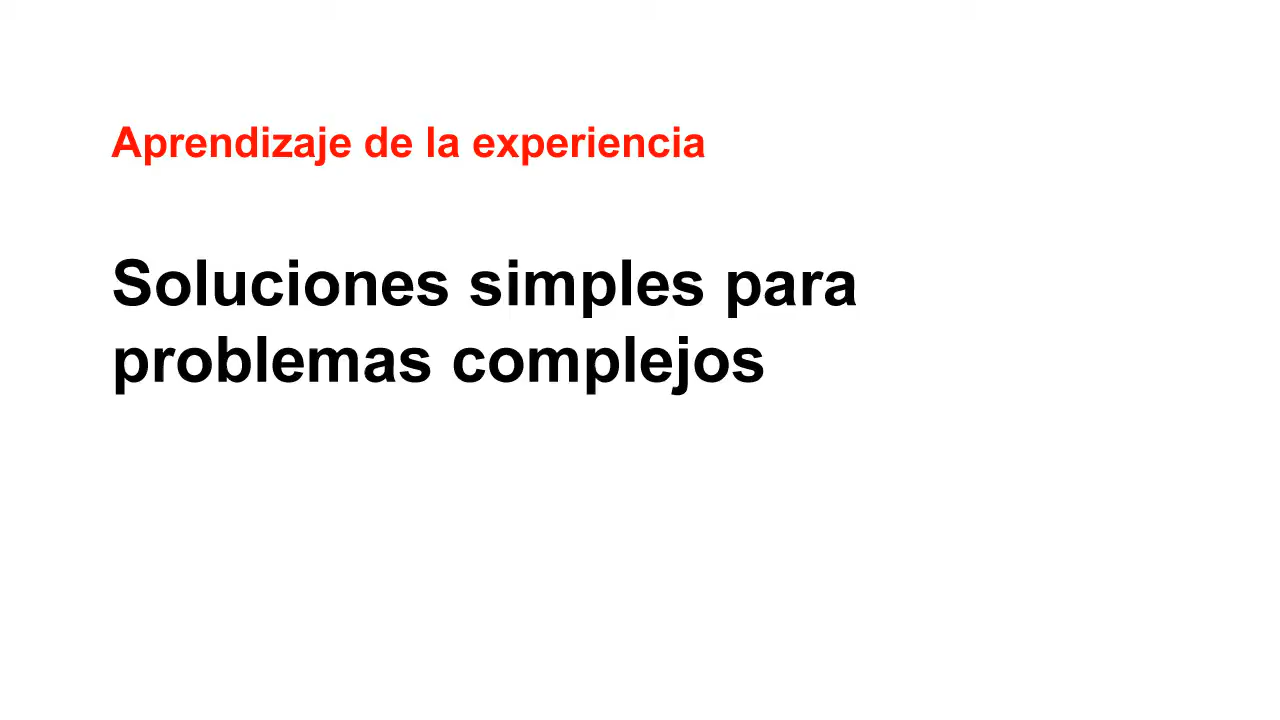 Aprendizaje de la experiencia
Soluciones simples para
problemas complejos